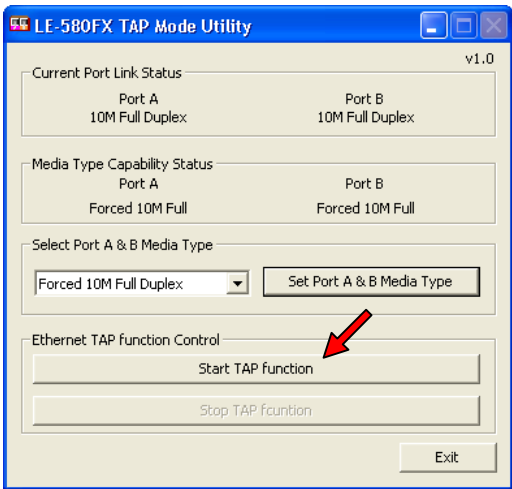 LE-580FX TAP Mode Utility
v1.0
Current Port Link Status
Port A Port B
10M Full Duplex 10M Full Duplex
Media Type Capability Status
Port A Port B
Forced 10M Full Forced 10M Full
Select Port A & B Media Type
Forced 10M Full Duplex Set Port A & B Media Type
Ethernet TAP function Control
Start TAP function
Stop TAP fcuntion
Exit